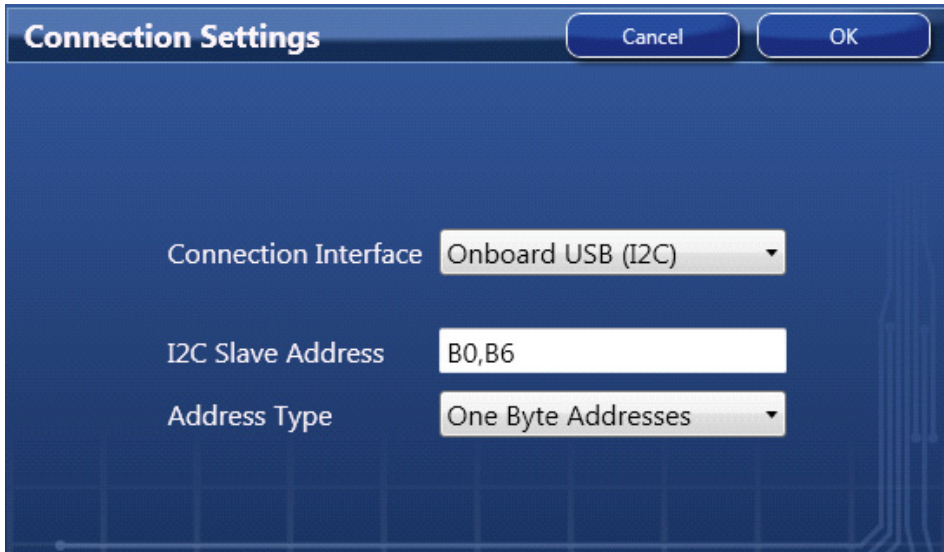 Connection Settings
Cancel
OK
Connection Interface
Onboard USB (I2C)
I2C Slave Address
B0,B6
Address Type
One Byte Addresses